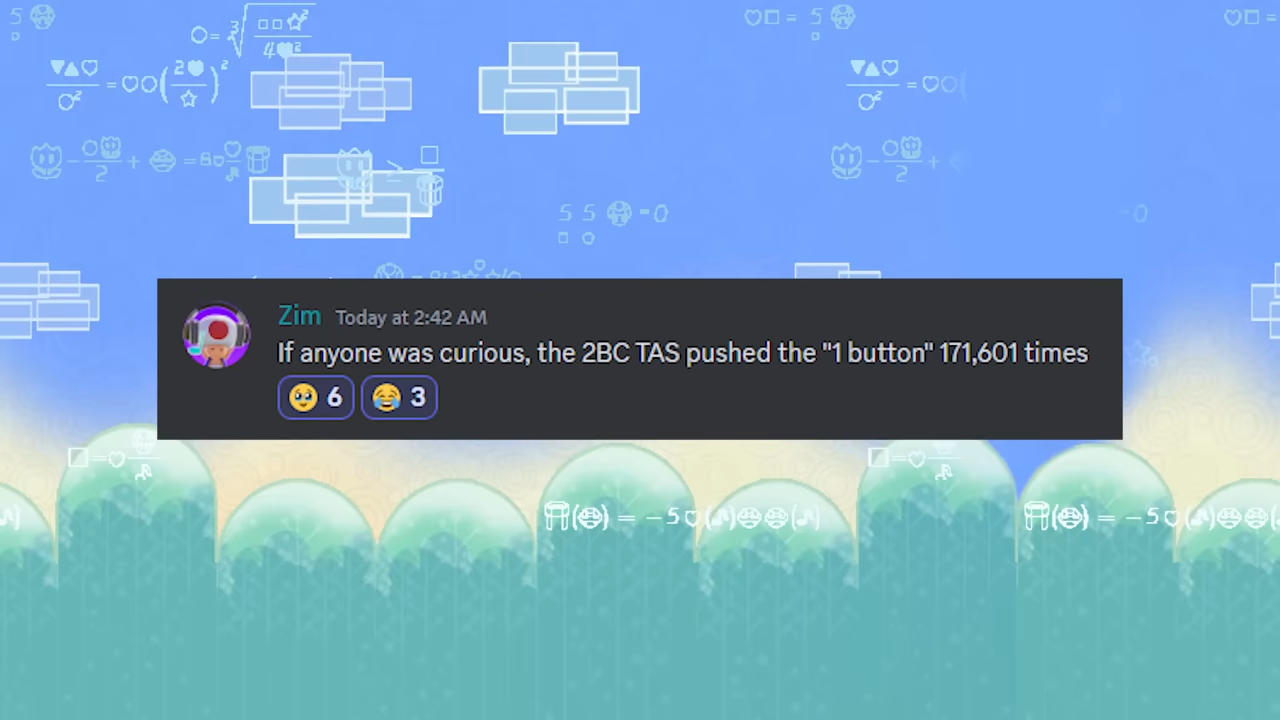 Zim Today at 2:42 AM
If anyone was curious, the 2BC TAS pushed the "1 button" 171,601 times
6 3